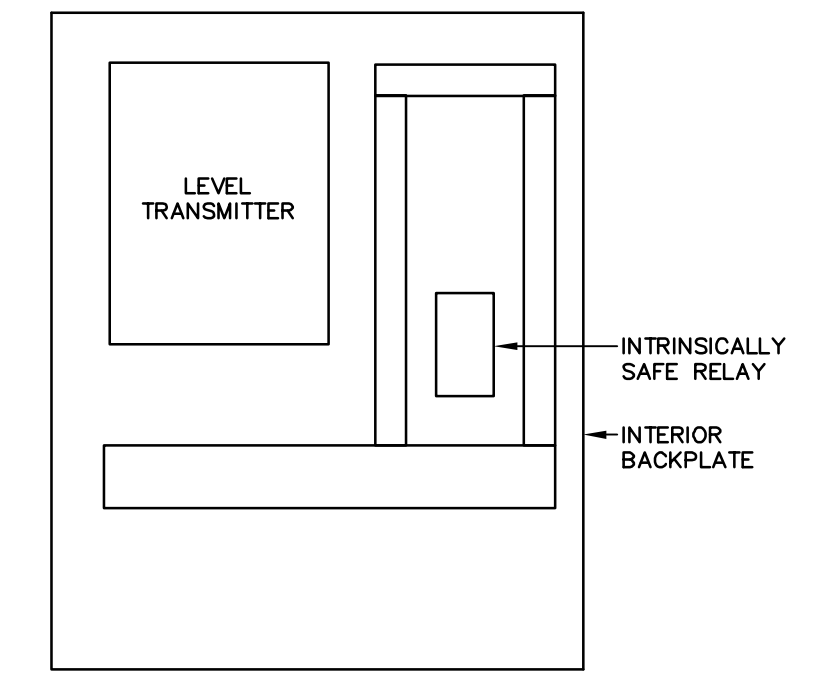 LEVEL
TRANSMITTER
INTRINSICALLY
SAFE RELAY
INTERIOR
BACKPLATE